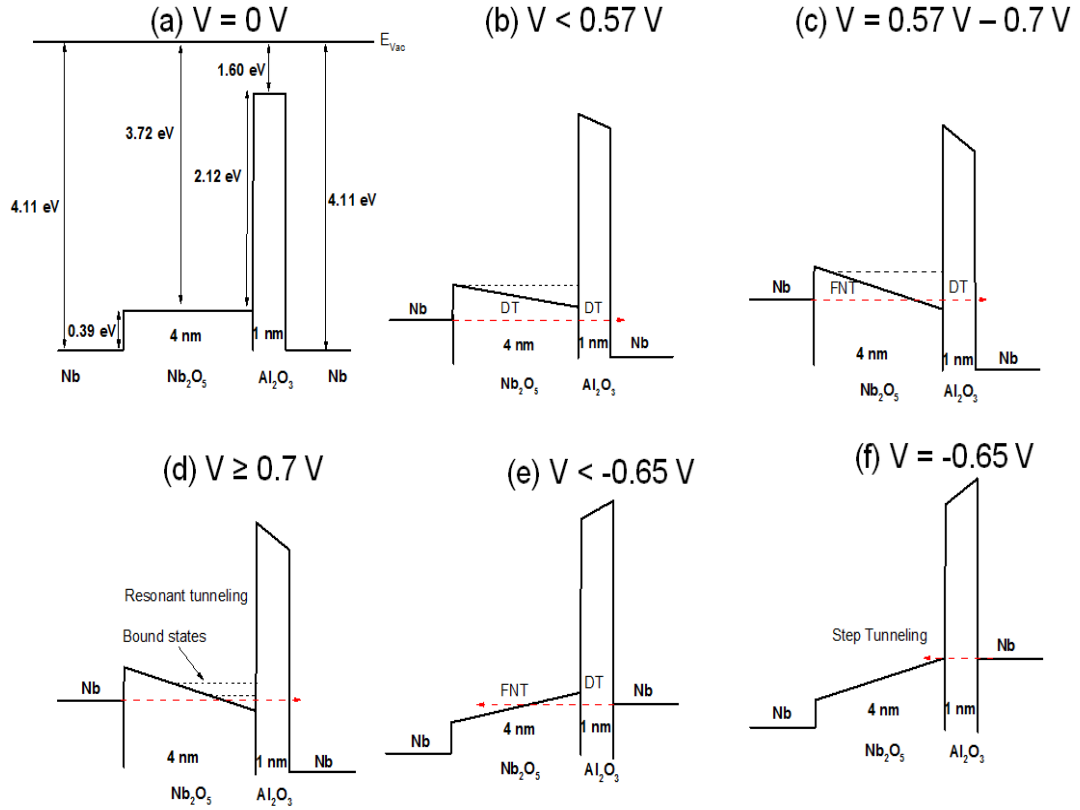 (a) V = 0 V
E_Vac
1.60 eV
3.72 eV
2.12 eV
4.11 eV
4.11 eV
0.39 eV
4 nm
1 nm
Nb
Nb₂O₅
Al₂O₃
Nb
(b) V < 0.57 V
Nb
DT
DT
4 nm
1 nm
Nb
Nb₂O₅
Al₂O₃
(c) V = 0.57 V – 0.7 V
Nb
FNT
DT
4 nm
1 nm
Nb
Nb₂O₅
Al₂O₃
(d) V ≥ 0.7 V
Resonant tunneling
Bound states
Nb
4 nm
1 nm
Nb
Nb₂O₅
Al₂O₃
(e) V < -0.65 V
FNT
DT
Nb
4 nm
1 nm
Nb
Nb₂O₅
Al₂O₃
(f) V = -0.65 V
Step Tunneling
Nb
Nb
4 nm
1 nm
Nb₂O₅
Al₂O₃